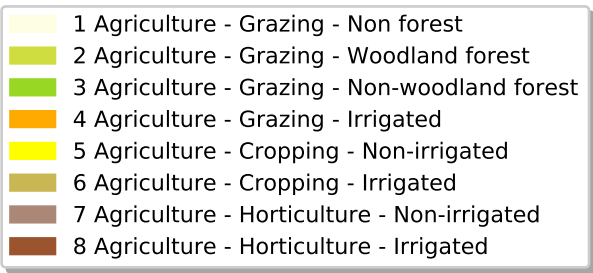 1 Agriculture - Grazing - Non forest
2 Agriculture - Grazing - Woodland forest
3 Agriculture - Grazing - Non-woodland forest
4 Agriculture - Grazing - Irrigated
5 Agriculture - Cropping - Non-irrigated
6 Agriculture - Cropping - Irrigated
7 Agriculture - Horticulture - Non-irrigated
8 Agriculture - Horticulture - Irrigated